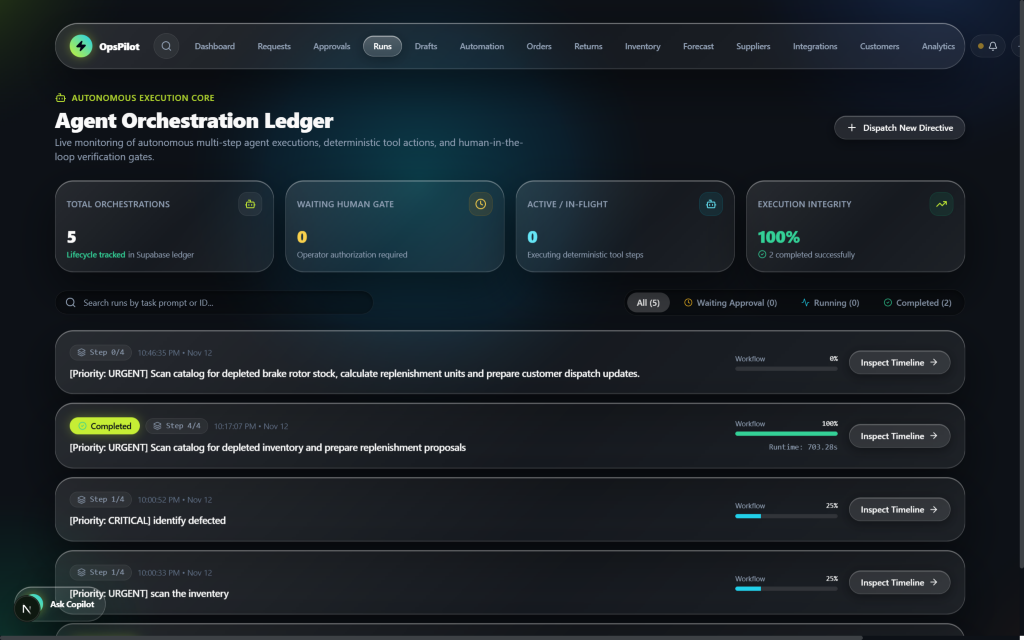 OpsPilot
Dashboard
Requests
Approvals
Runs
Drafts
Automation
Orders
Returns
Inventory
Forecast
Suppliers
Integrations
Customers
Analytics
AUTONOMOUS EXECUTION CORE
Agent Orchestration Ledger
Live monitoring of autonomous multi-step agent executions, deterministic tool actions, and human-in-the-
loop verification gates.
Dispatch New Directive
TOTAL ORCHESTRATIONS
5
Lifecycle tracked in Supabase ledger
WAITING HUMAN GATE
0
Operator authorization required
ACTIVE / IN-FLIGHT
0
Executing deterministic tool steps
EXECUTION INTEGRITY
100%
2 completed successfully
Search runs by task prompt or ID...
All (5)
Waiting Approval (0)
Running (0)
Completed (2)
Step 0/4 10:46:35 PM • Nov 12
[Priority: URGENT] Scan catalog for depleted brake rotor stock, calculate replenishment units and prepare customer dispatch updates.
Workflow 0%
Inspect Timeline
Completed Step 4/4 10:17:07 PM • Nov 12
[Priority: URGENT] Scan catalog for depleted inventory and prepare replenishment proposals
Workflow 100%
Runtime: 703.28s
Inspect Timeline
Step 1/4 10:00:52 PM • Nov 12
[Priority: CRITICAL] identify defected
Workflow 25%
Inspect Timeline
Step 1/4 10:00:33 PM • Nov 12
[Priority: URGENT] scan the inventery
Workflow 25%
Inspect Timeline
N
Ask Copilot